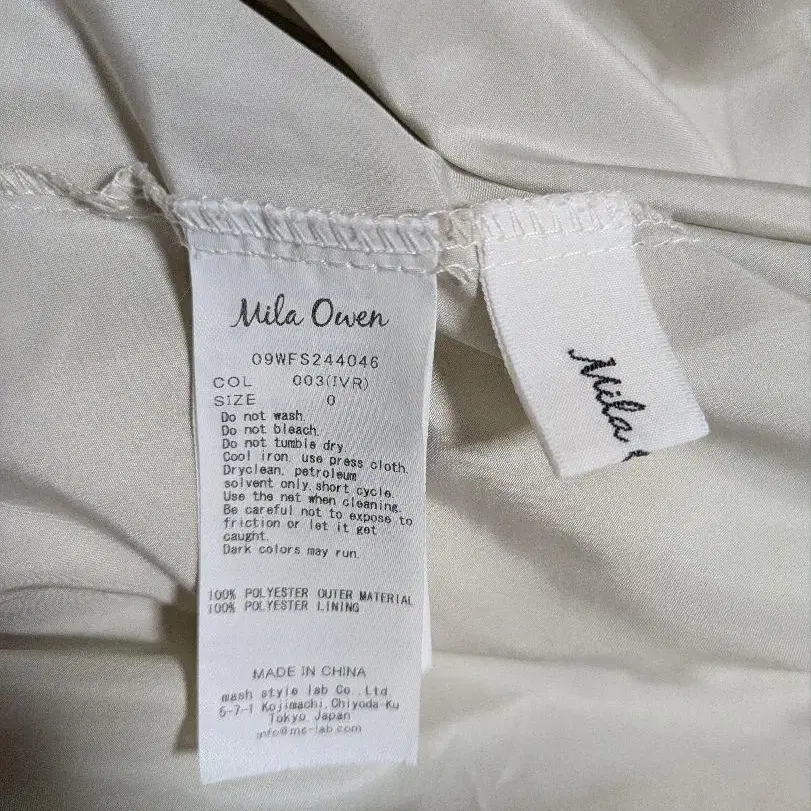 Mila Owen
09WFS244046
COL 003(IVR)
SIZE 0
Do not wash.
Do not bleach.
Do not tumble dry.
Cool iron, use press cloth.
Dryclean, petroleum
solvent only,short cycle.
Use the net when cleaning.
Be careful not to expose to
friction or let it get
caught.
Dark colors may run.
100% POLYESTER OUTER MATERIAL
100% POLYESTER LINING
MADE IN CHINA
mash style lab Co.,Ltd.
6-7-1 Kojimachi,Chiyoda-Ku
Tokyo,Japan
info@ms-lab.com
Mila